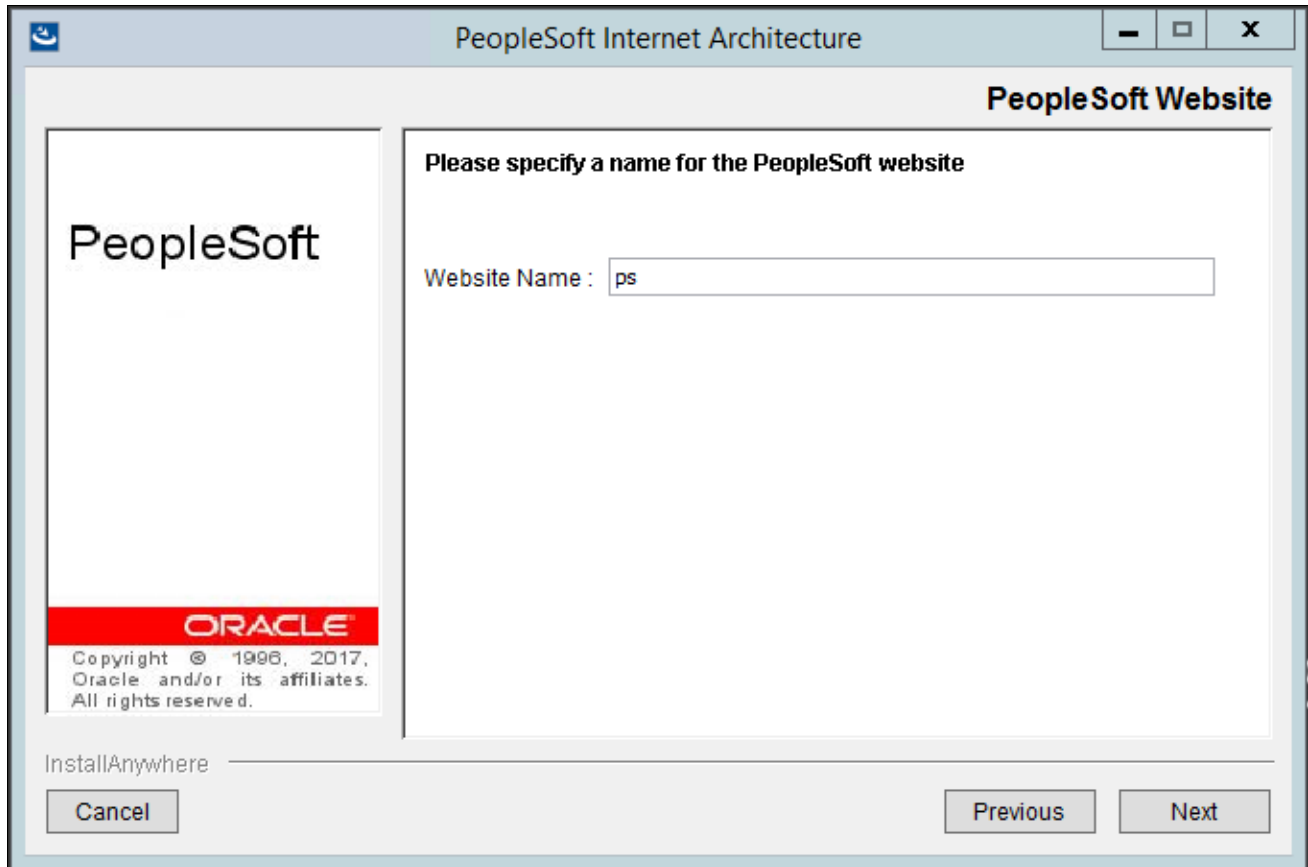 PeopleSoft Internet Architecture
PeopleSoft Website
PeopleSoft
Please specify a name for the PeopleSoft website
Website Name : ps
ORACLE
Copyright © 1996, 2017,
Oracle and/or its affiliates.
All rights reserved.
InstallAnywhere
Cancel
Previous
Next